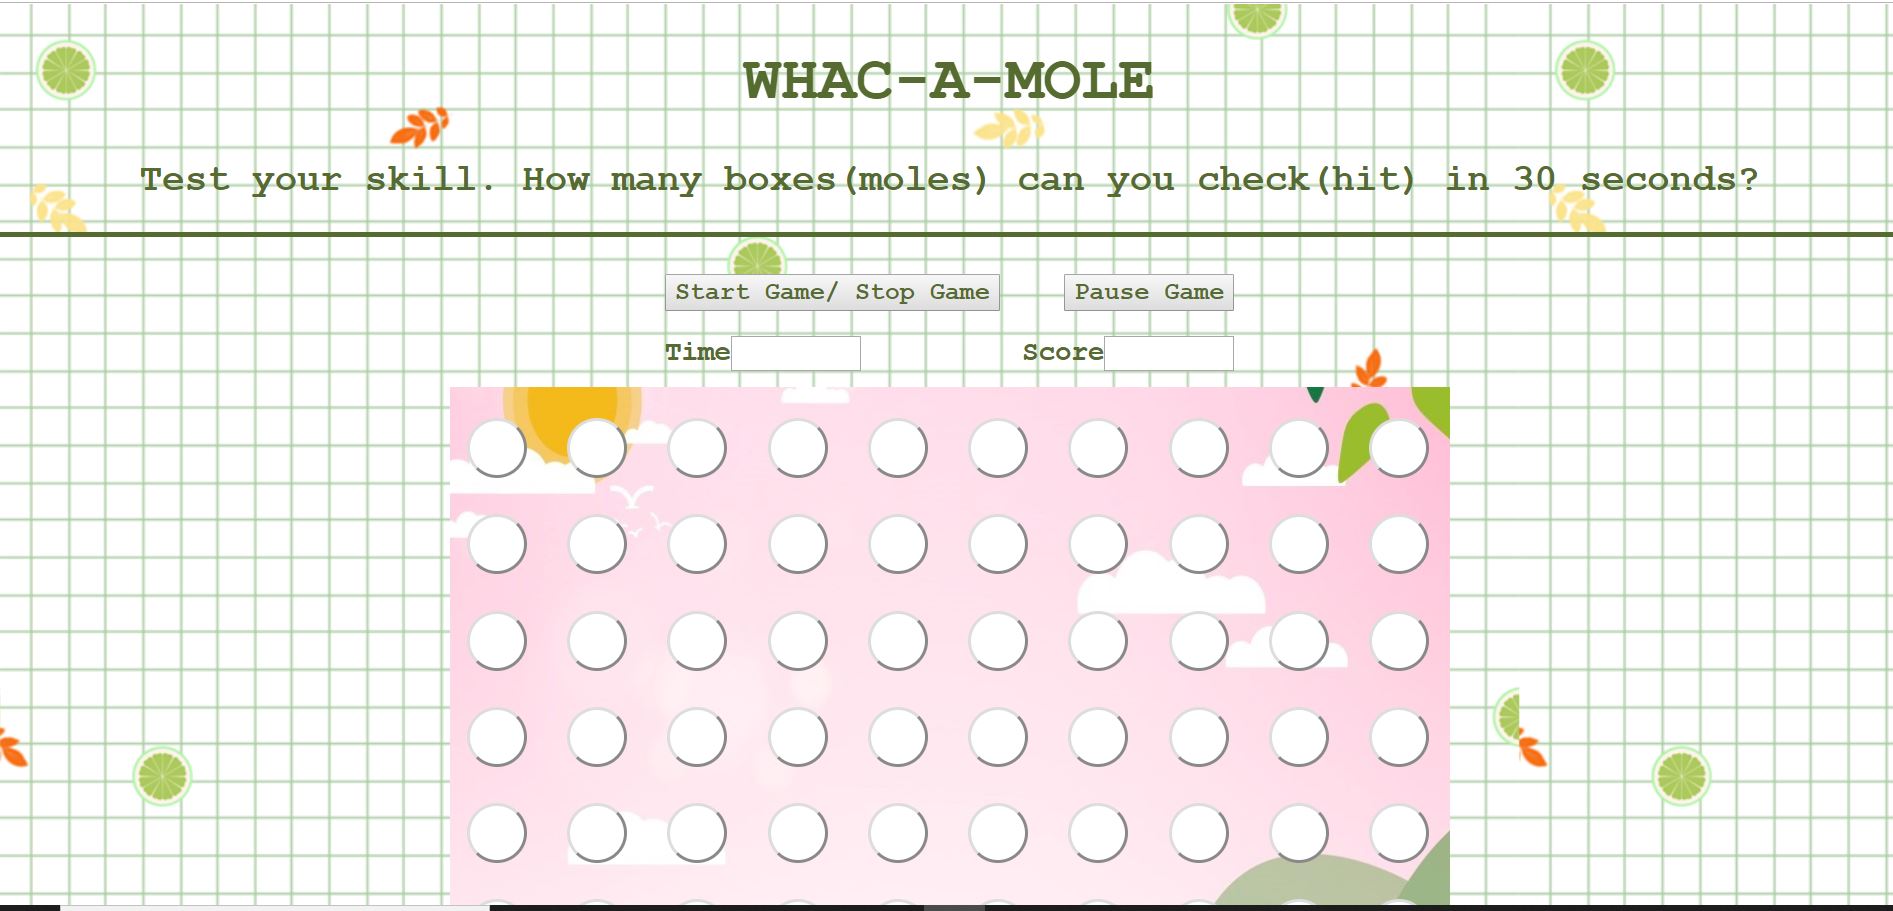 WHAC-A-MOLE
Test your skill. How many boxes(moles) can you check(hit) in 30 seconds?
Start Game/ Stop Game Pause Game
Time Score